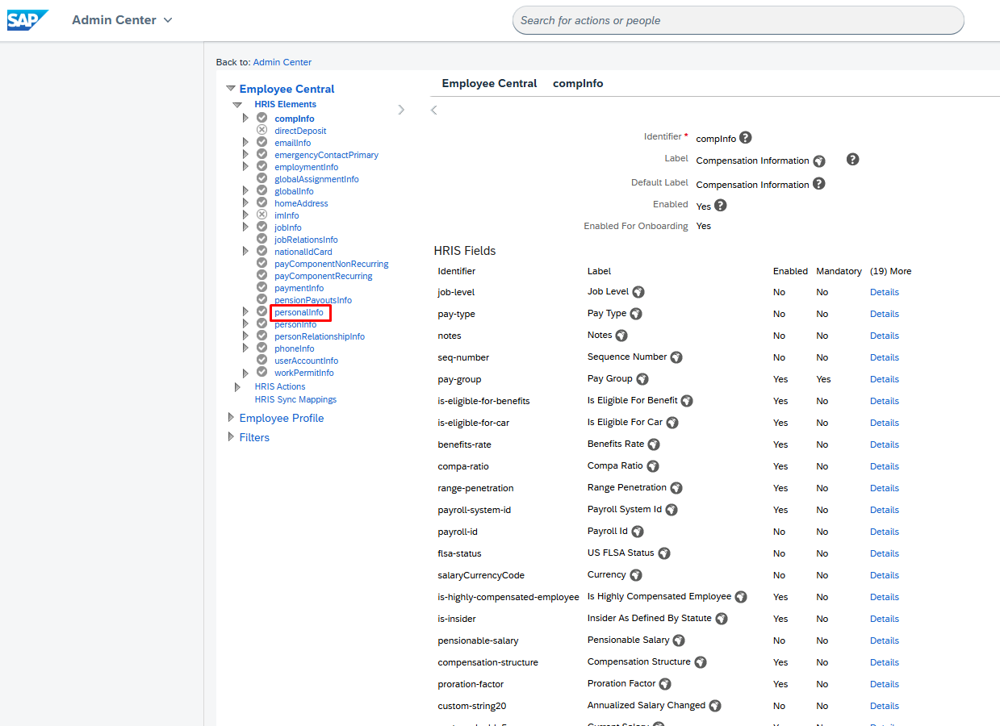 SAP Admin Center
Search for actions or people
Back to: Admin Center
Employee Central
HRIS Elements
compInfo
directDeposit
emailInfo
emergencyContactPrimary
employmentInfo
globalAssignmentInfo
globalInfo
homeAddress
imInfo
jobInfo
jobRelationsInfo
nationalIdCard
payComponentNonRecurring
payComponentRecurring
paymentInfo
pensionPayoutsInfo
personalInfo
personInfo
personRelationshipInfo
phoneInfo
userAccountInfo
workPermitInfo
HRIS Actions
HRIS Sync Mappings
Employee Profile
Filters
Employee Central compInfo
Identifier * compInfo
Label Compensation Information
Default Label Compensation Information
Enabled Yes
Enabled For Onboarding Yes
HRIS Fields
Identifier Label Enabled Mandatory (19) More
job-level Job Level No No Details
pay-type Pay Type No No Details
notes Notes No No Details
seq-number Sequence Number No No Details
pay-group Pay Group Yes Yes Details
is-eligible-for-benefits Is Eligible For Benefit Yes No Details
is-eligible-for-car Is Eligible For Car Yes No Details
benefits-rate Benefits Rate Yes No Details
compa-ratio Compa Ratio Yes No Details
range-penetration Range Penetration Yes No Details
payroll-system-id Payroll System Id Yes No Details
payroll-id Payroll Id No No Details
flsa-status US FLSA Status No No Details
salaryCurrencyCode Currency No No Details
is-highly-compensated-employee Is Highly Compensated Employee Yes No Details
is-insider Insider As Defined By Statute Yes No Details
pensionable-salary Pensionable Salary No No Details
compensation-structure Compensation Structure Yes No Details
proration-factor Proration Factor Yes No Details
custom-string20 Annualized Salary Changed No No Details